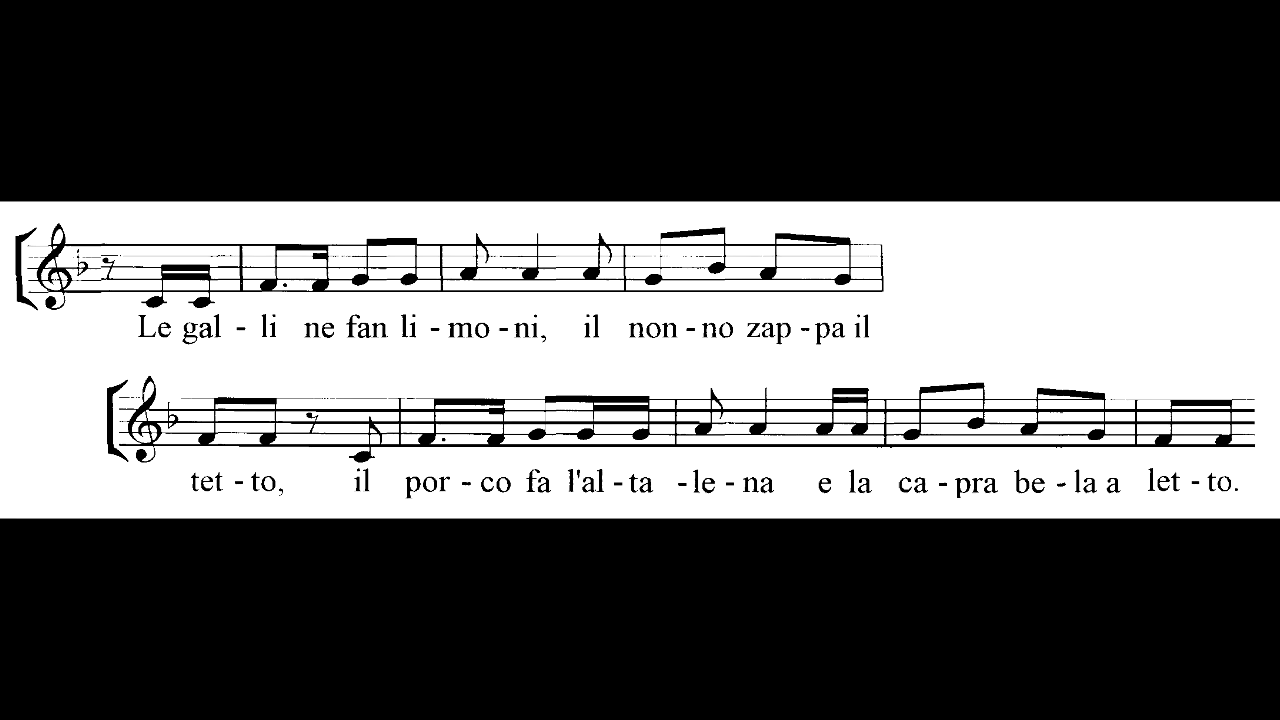 Le gal - li ne fan li - mo - ni, il non - no zap - pa il
tet - to, il por - co fa l'al - ta - le - na e la ca - pra be - la a let - to.